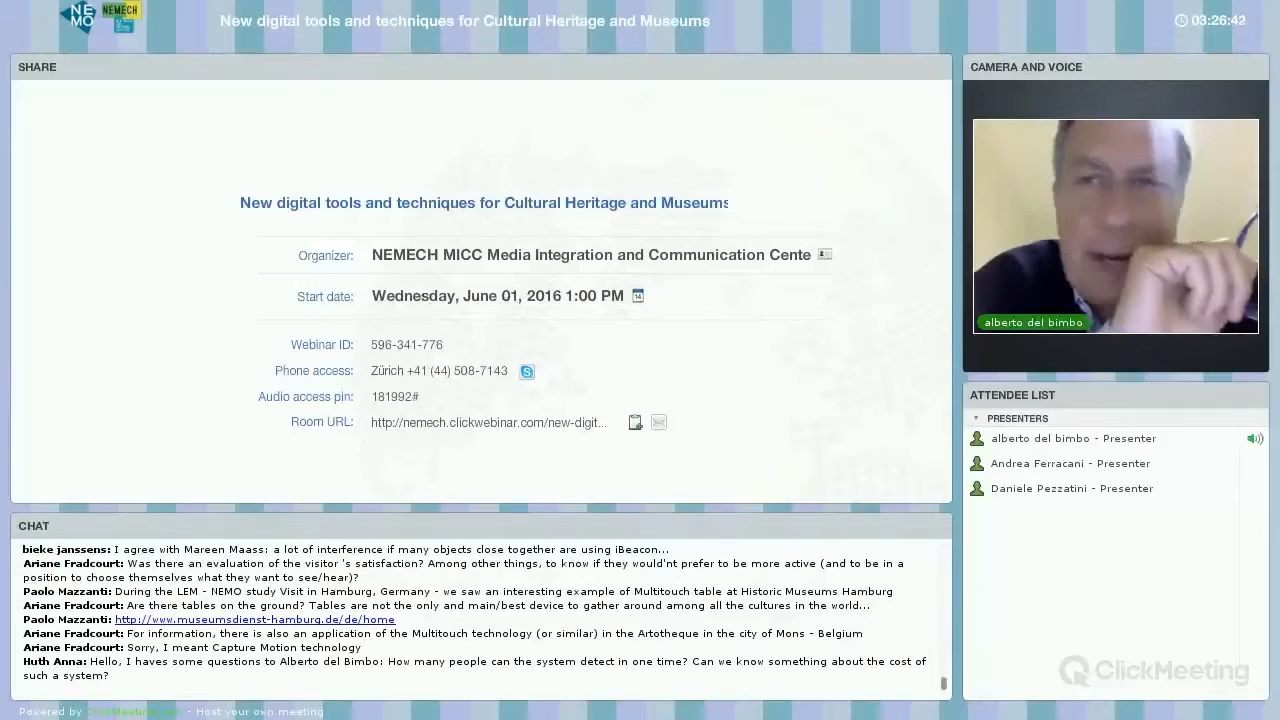 NE
MO
NEMECH
New digital tools and techniques for Cultural Heritage and Museums
03:26:42
SHARE
New digital tools and techniques for Cultural Heritage and Museums
Organizer: NEMECH MICC Media Integration and Communication Cente
Start date: Wednesday, June 01, 2016 1:00 PM
14
Webinar ID: 596-341-776
Phone access: Zürich +41 (44) 508-7143
Audio access pin: 181992#
Room URL: http://nemech.clickwebinar.com/new-digit...
CAMERA AND VOICE
alberto del bimbo
ATTENDEE LIST
PRESENTERS
alberto del bimbo - Presenter
Andrea Ferracani - Presenter
Daniele Pezzatini - Presenter
CHAT
bieke janssens: I agree with Mareen Maass: a lot of interference if many objects close together are using iBeacon...
Ariane Fradcourt: Was there an evaluation of the visitor 's satisfaction? Among other things, to know if they would'nt prefer to be more active (and to be in a
position to choose themselves what they want to see/hear)?
Paolo Mazzanti: During the LEM - NEMO study Visit in Hamburg, Germany - we saw an interesting example of Multitouch table at Historic Museums Hamburg
Ariane Fradcourt: Are there tables on the ground? Tables are not the only and main/best device to gather around among all the cultures in the world...
Paolo Mazzanti: http://www.museumsdienst-hamburg.de/de/home
Ariane Fradcourt: For information, there is also an application of the Multitouch technology (or similar) in the Artotheque in the city of Mons - Belgium
Ariane Fradcourt: Sorry, I meant Capture Motion technology
Huth Anna: Hello, I haves some questions to Alberto del Bimbo: How many people can the system detect in one time? Can we know something about the cost of
such a system?
ClickMeeting
Powered by ClickMeeting - Host your own meeting